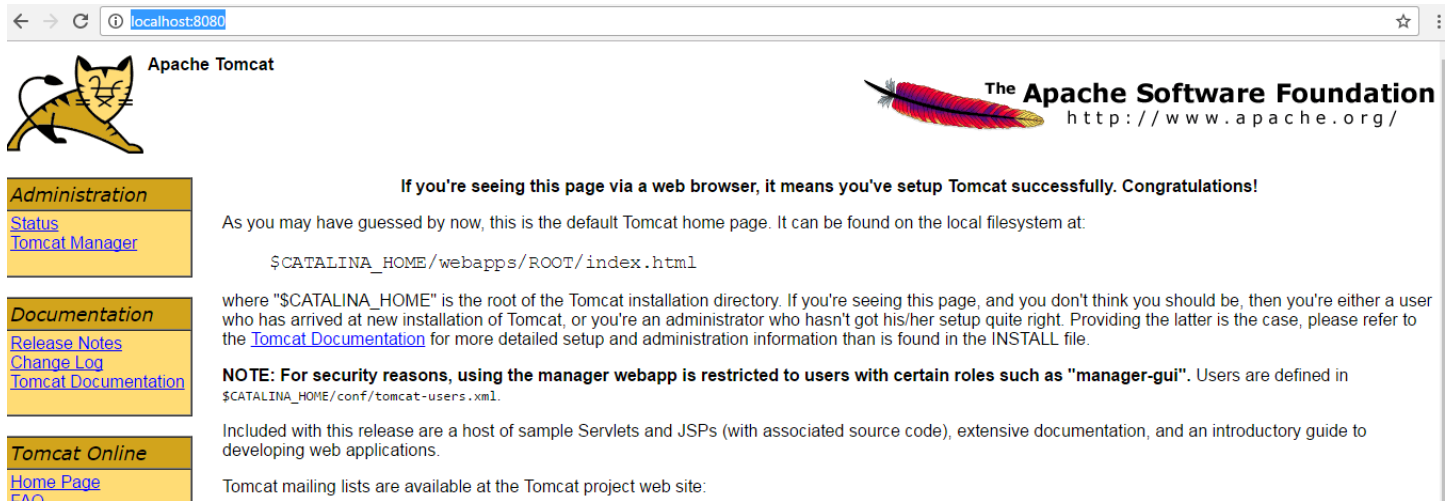 localhost:8080
Apache Tomcat
The Apache Software Foundation
http://www.apache.org/
Administration
Status
Tomcat Manager
Documentation
Release Notes
Change Log
Tomcat Documentation
Tomcat Online
Home Page
FAQ
If you're seeing this page via a web browser, it means you've setup Tomcat successfully. Congratulations!
As you may have guessed by now, this is the default Tomcat home page. It can be found on the local filesystem at:
$CATALINA_HOME/webapps/ROOT/index.html
where "$CATALINA_HOME" is the root of the Tomcat installation directory. If you're seeing this page, and you don't think you should be, then you're either a user
who has arrived at new installation of Tomcat, or you're an administrator who hasn't got his/her setup quite right. Providing the latter is the case, please refer to
the Tomcat Documentation for more detailed setup and administration information than is found in the INSTALL file.
NOTE: For security reasons, using the manager webapp is restricted to users with certain roles such as "manager-gui". Users are defined in
$CATALINA_HOME/conf/tomcat-users.xml.
Included with this release are a host of sample Servlets and JSPs (with associated source code), extensive documentation, and an introductory guide to
developing web applications.
Tomcat mailing lists are available at the Tomcat project web site: